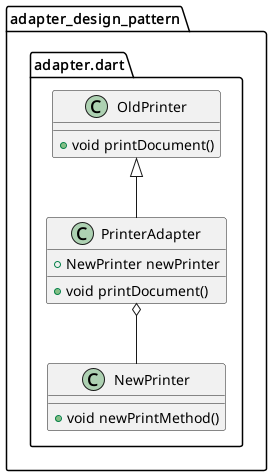 adapter_design_pattern
adapter.dart
C OldPrinter
void printDocument()
C PrinterAdapter
NewPrinter newPrinter
void printDocument()
C NewPrinter
void newPrintMethod()